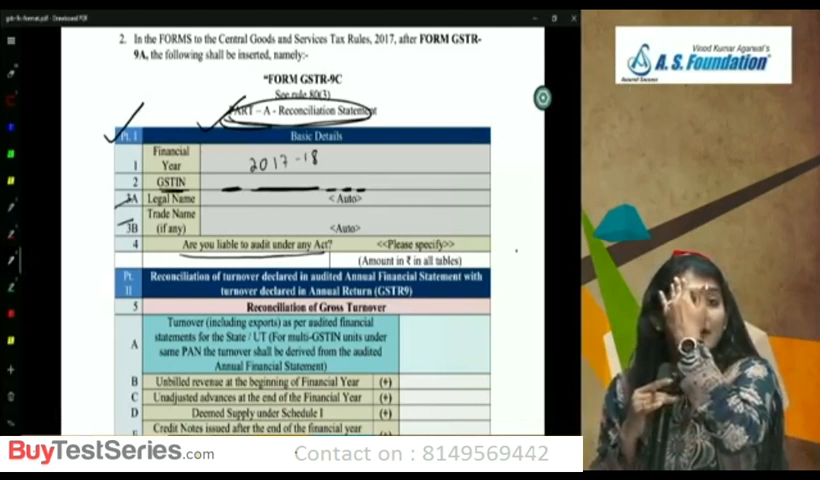 gstr-9c-format.pdf - Drawboard PDF
2. In the FORMS to the Central Goods and Services Tax Rules, 2017, after FORM GSTR-
9A, the following shall be inserted, namely:-
"FORM GSTR-9C
See rule 80(3)
PART – A - Reconciliation Statement
Pt. I Basic Details
1 Financial Year 2017-18
2 GSTIN
3A Legal Name < Auto>
3B Trade Name (if any) <Auto>
4 Are you liable to audit under any Act? <<Please specify>>
(Amount in ₹ in all tables)
Pt. II Reconciliation of turnover declared in audited Annual Financial Statement with
turnover declared in Annual Return (GSTR9)
5 Reconciliation of Gross Turnover
A Turnover (including exports) as per audited financial
statements for the State / UT (For multi-GSTIN units under
same PAN the turnover shall be derived from the audited
Annual Financial Statement)
B Unbilled revenue at the beginning of Financial Year (+)
C Unadjusted advances at the end of the Financial Year (+)
D Deemed Supply under Schedule I (+)
Credit Notes issued after the end of the financial year
Vinod Kumar Agarwal's
A. S. Foundation
BuyTestSeries.com
Contact on : 8149569442